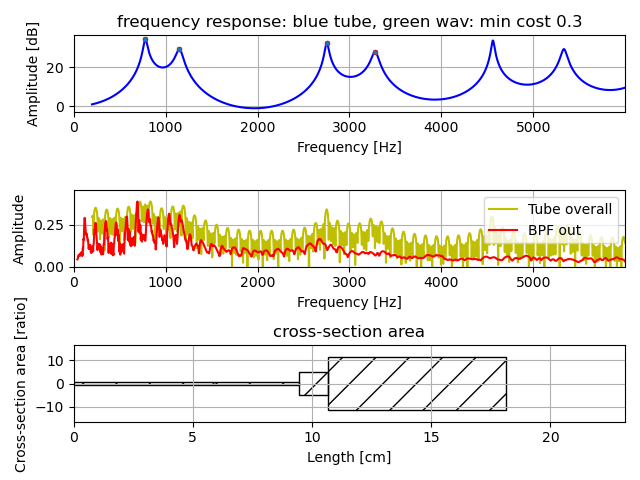 frequency response: blue tube, green wav: min cost 0.3
Amplitude [dB]
20
0
0 1000 2000 3000 4000 5000
Frequency [Hz]
Amplitude
0.25
0.00
Tube overall
BPF out
0 1000 2000 3000 4000 5000
Frequency [Hz]
cross-section area
Cross-section area [ratio]
10
0
−10
0 5 10 15 20
Length [cm]